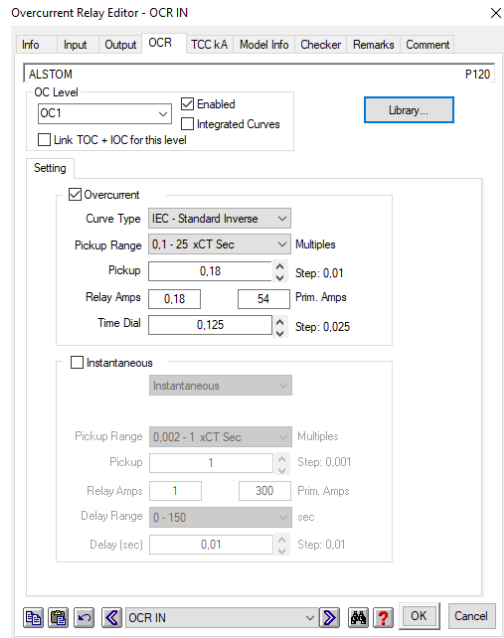 Overcurrent Relay Editor - OCR IN
Info Input Output OCR TCC kA Model Info Checker Remarks Comment
ALSTOM P120
OC Level
OC1 Enabled Library...
Integrated Curves
Link TOC + IOC for this level
Setting
Overcurrent
Curve Type IEC - Standard Inverse
Pickup Range 0,1 - 25 xCT Sec Multiples
Pickup 0,18 Step: 0,01
Relay Amps 0,18 54 Prim. Amps
Time Dial 0,125 Step: 0,025
Instantaneous
Instantaneous
Pickup Range 0,002 - 1 xCT Sec Multiples
Pickup 1 Step: 0,001
Relay Amps 1 300 Prim. Amps
Delay Range 0 - 150 sec
Delay (sec) 0,01 Step: 0,01
OCR IN ? OK Cancel